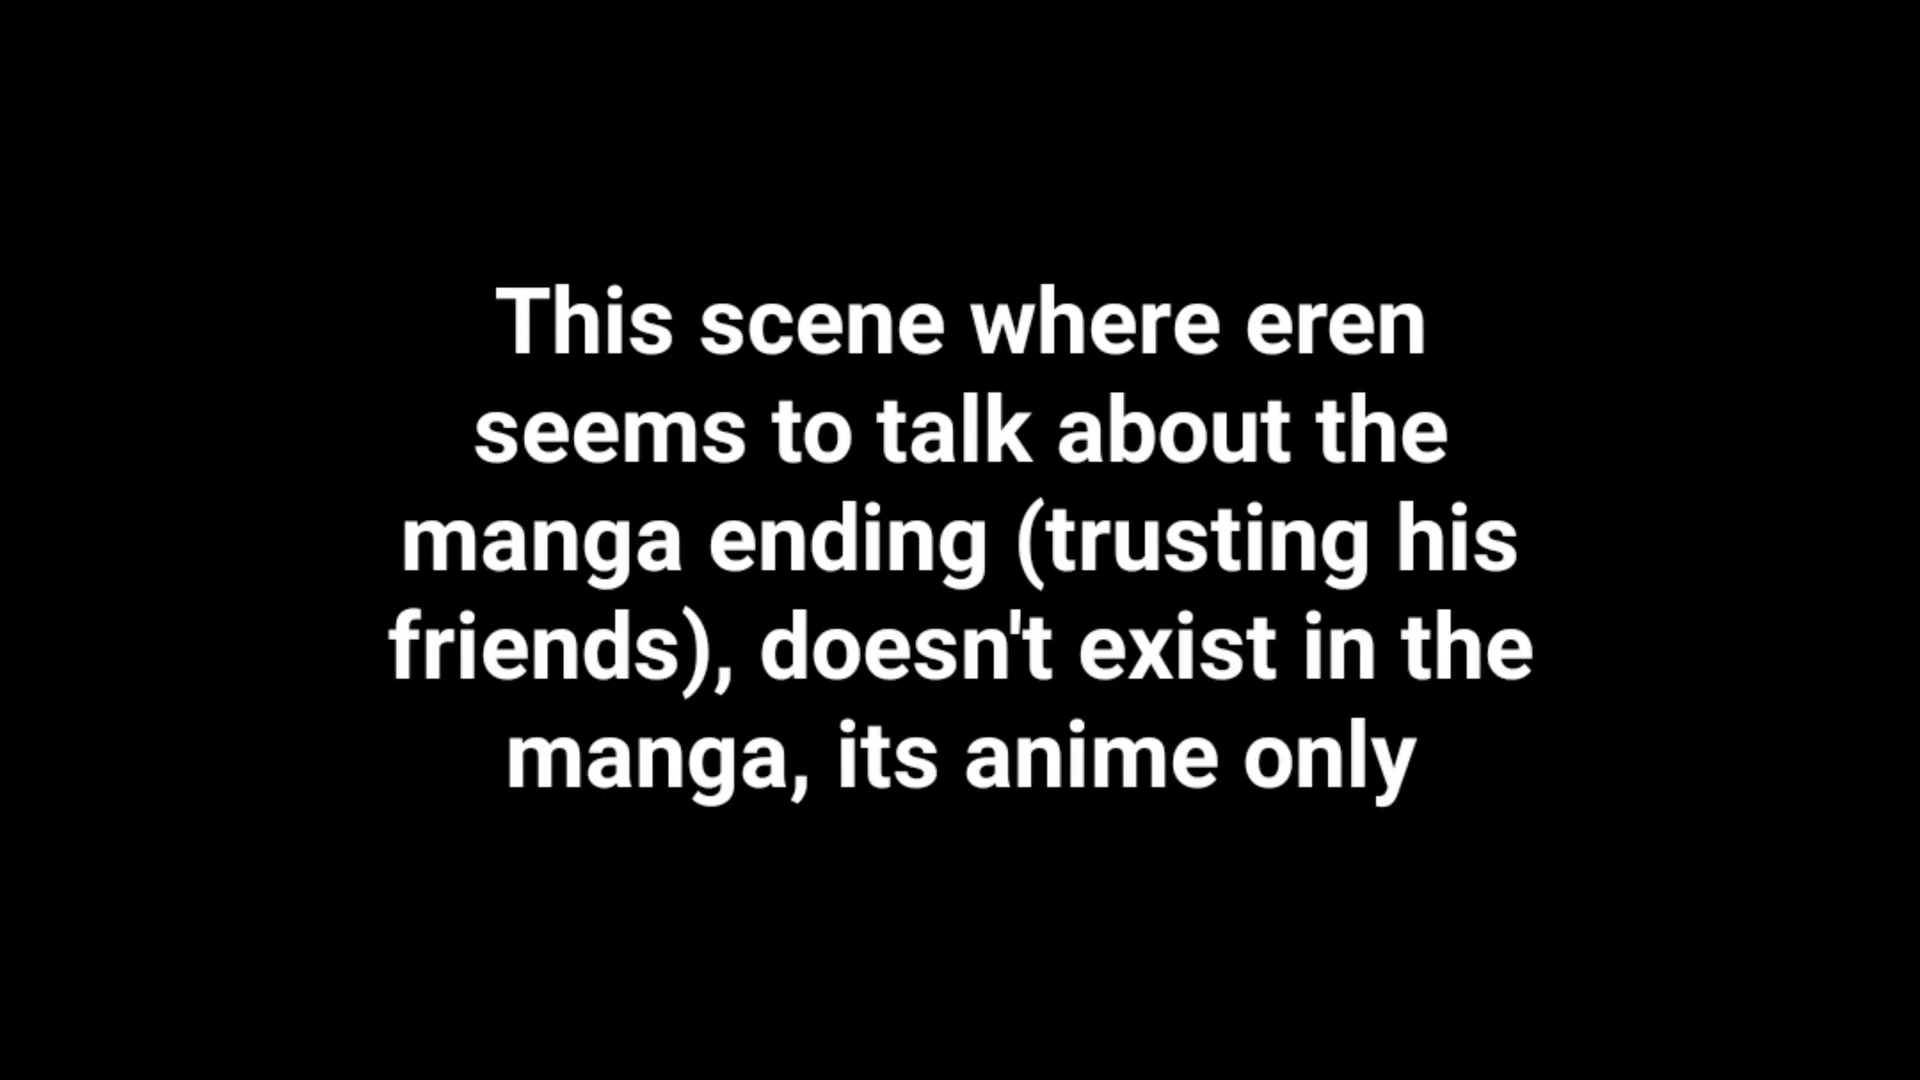 This scene where eren
seems to talk about the
manga ending (trusting his
friends), doesn't exist in the
manga, its anime only